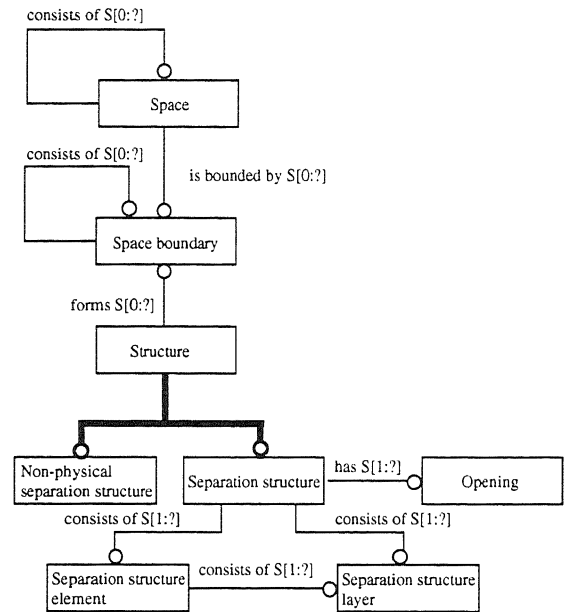 consists of S[0:?]
Space
consists of S[0:?]
is bounded by S[0:?]
Space boundary
forms S[0:?]
Structure
Non-physical
separation structure
Separation structure
has S[1:?]
Opening
consists of S[1:?]
consists of S[1:?]
Separation structure
element
consists of S[1:?]
Separation structure
layer